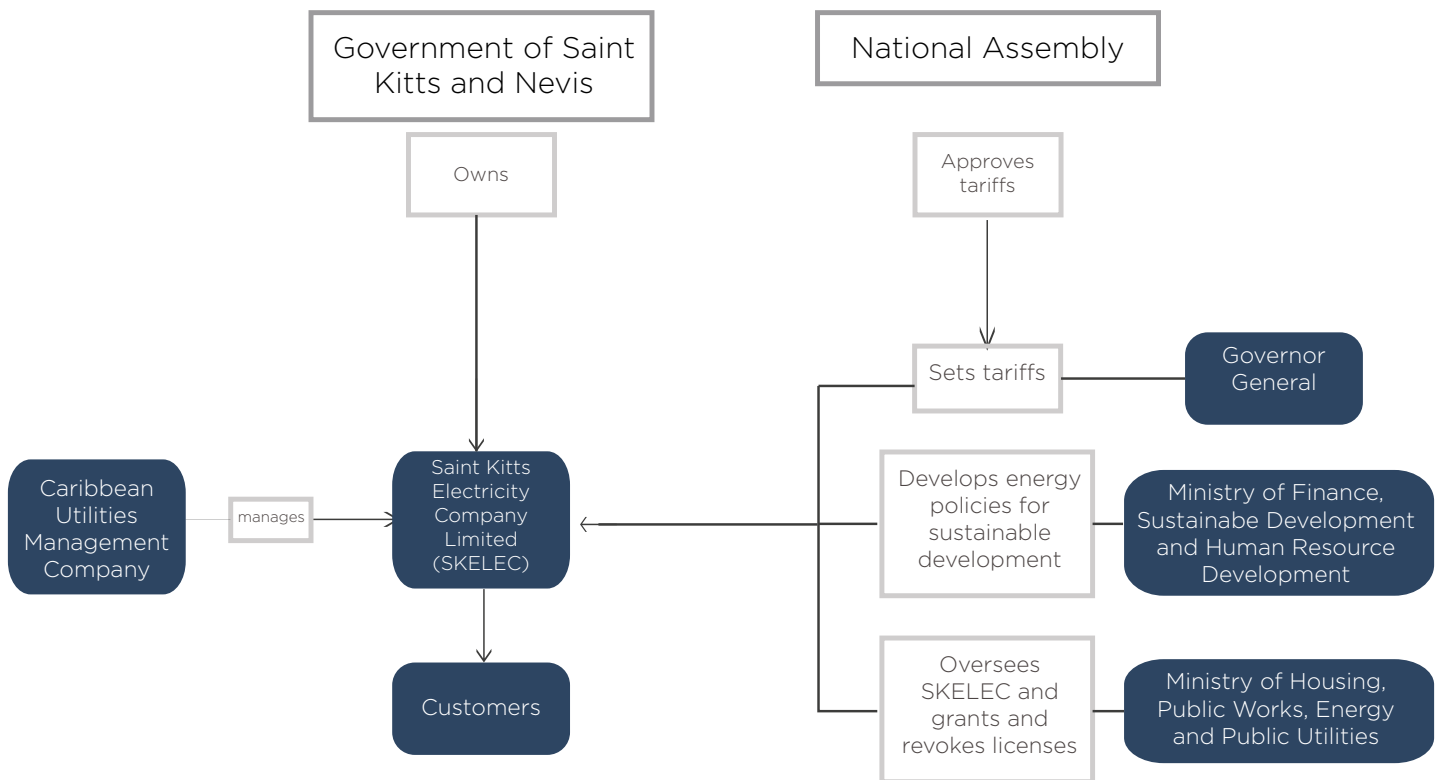 Government of Saint
Kitts and Nevis
National Assembly
Owns
Approves
tariffs
Sets tariffs
Governor
General
Caribbean
Utilities
Management
Company
manages
Saint Kitts
Electricity
Company
Limited
(SKELEC)
Develops energy
policies for
sustainable
development
Ministry of Finance,
Sustainabe Development
and Human Resource
Development
Customers
Oversees
SKELEC and
grants and
revokes licenses
Ministry of Housing,
Public Works, Energy
and Public Utilities